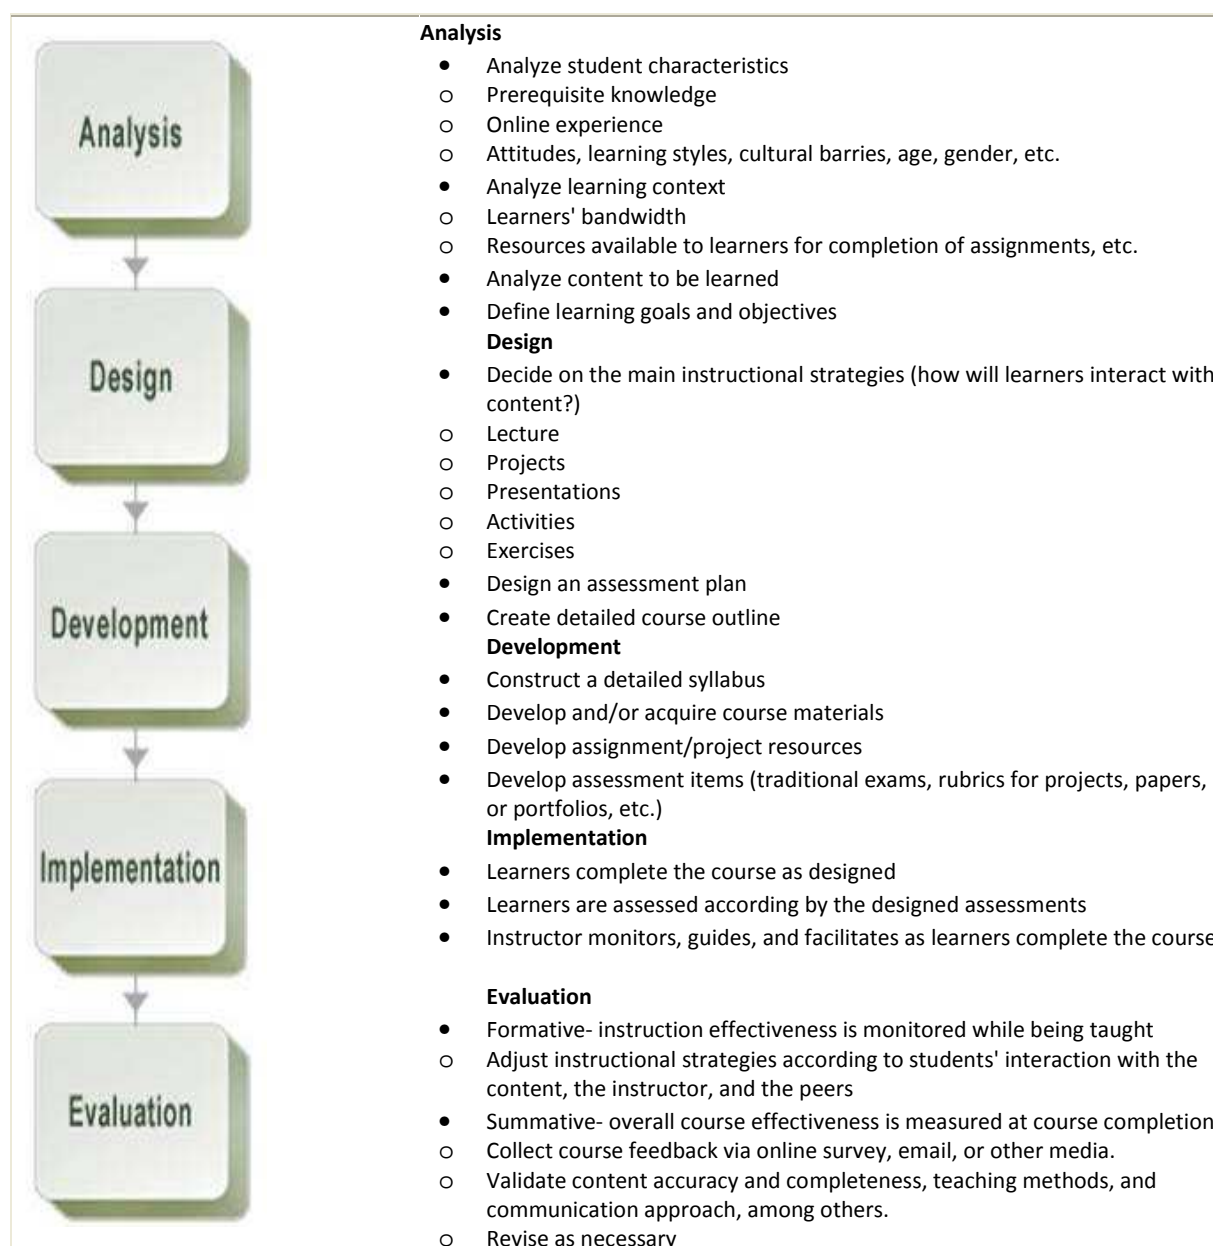 Analysis
Design
Development
Implementation
Evaluation
Analysis
• Analyze student characteristics
o Prerequisite knowledge
o Online experience
o Attitudes, learning styles, cultural barries, age, gender, etc.
• Analyze learning context
o Learners' bandwidth
o Resources available to learners for completion of assignments, etc.
• Analyze content to be learned
• Define learning goals and objectives
Design
• Decide on the main instructional strategies (how will learners interact with
content?)
o Lecture
o Projects
o Presentations
o Activities
o Exercises
• Design an assessment plan
• Create detailed course outline
Development
• Construct a detailed syllabus
• Develop and/or acquire course materials
• Develop assignment/project resources
• Develop assessment items (traditional exams, rubrics for projects, papers,
or portfolios, etc.)
Implementation
• Learners complete the course as designed
• Learners are assessed according by the designed assessments
• Instructor monitors, guides, and facilitates as learners complete the course
Evaluation
• Formative- instruction effectiveness is monitored while being taught
o Adjust instructional strategies according to students' interaction with the
content, the instructor, and the peers
• Summative- overall course effectiveness is measured at course completion
o Collect course feedback via online survey, email, or other media.
o Validate content accuracy and completeness, teaching methods, and
communication approach, among others.
o Revise as necessary